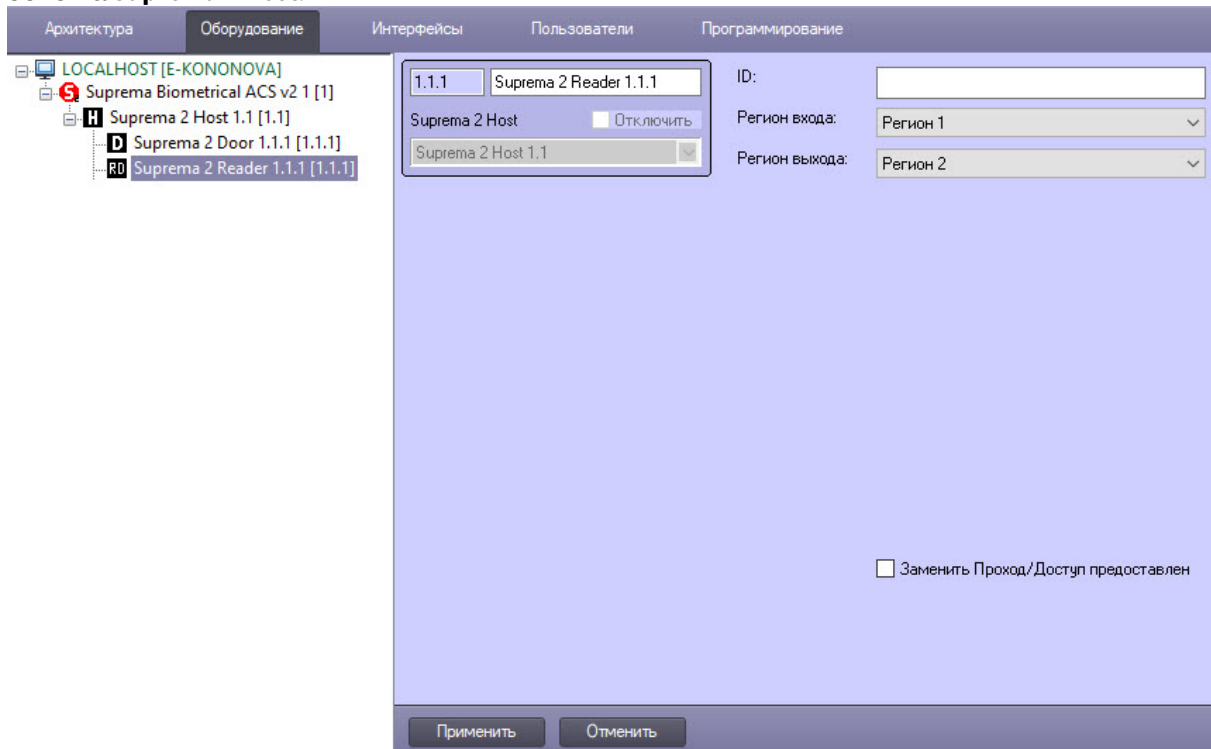 Архитектура Оборудование Интерфейсы Пользователи Программирование
LOCALHOST [E-KONONOVA]
Suprema Biometrical ACS v2 1 [1]
H Suprema 2 Host 1.1 [1.1]
D Suprema 2 Door 1.1.1 [1.1.1]
RD Suprema 2 Reader 1.1.1 [1.1.1]
1.1.1 Suprema 2 Reader 1.1.1
Suprema 2 Host Отключить
Suprema 2 Host 1.1
ID:
Регион входа: Регион 1
Регион выхода: Регион 2
Заменить Проход/Доступ предоставлен
Применить Отменить